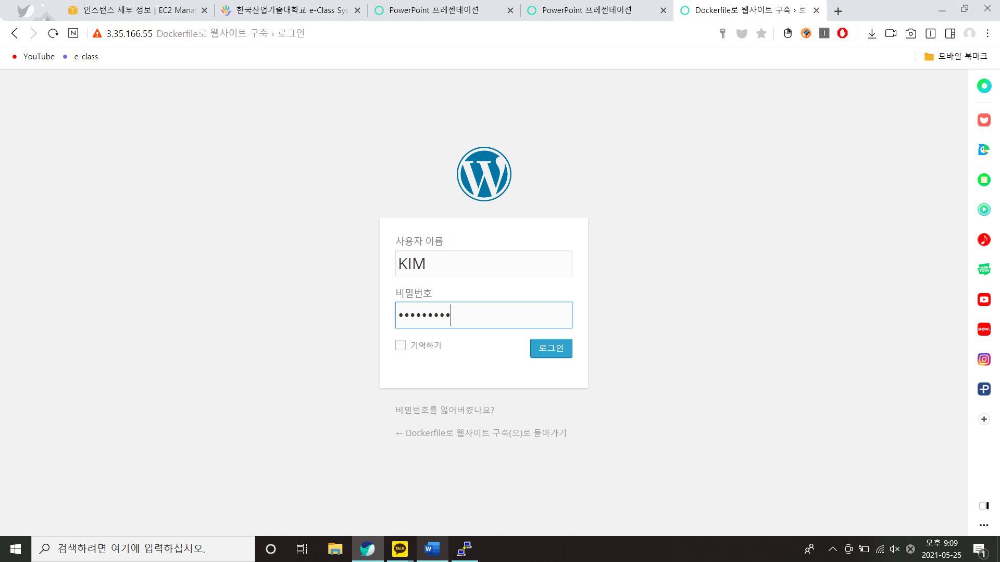 인스턴스 세부 정보 | EC2 Mana
한국산업기술대학교 e-Class Sys
PowerPoint 프레젠테이션
PowerPoint 프레젠테이션
Dockerfile로 웹사이트 구축 › 로
3.35.166.55 Dockerfile로 웹사이트 구축 › 로그인
YouTube
e-class
모바일 북마크
사용자 이름
KIM
비밀번호
•••••••••
기억하기
로그인
비밀번호를 잃어버렸나요?
← Dockerfile로 웹사이트 구축(으)로 돌아가기
WEB
TOON
NOW.
검색하려면 여기에 입력하십시오.
TALK
오후 9:09
2021-05-25
1